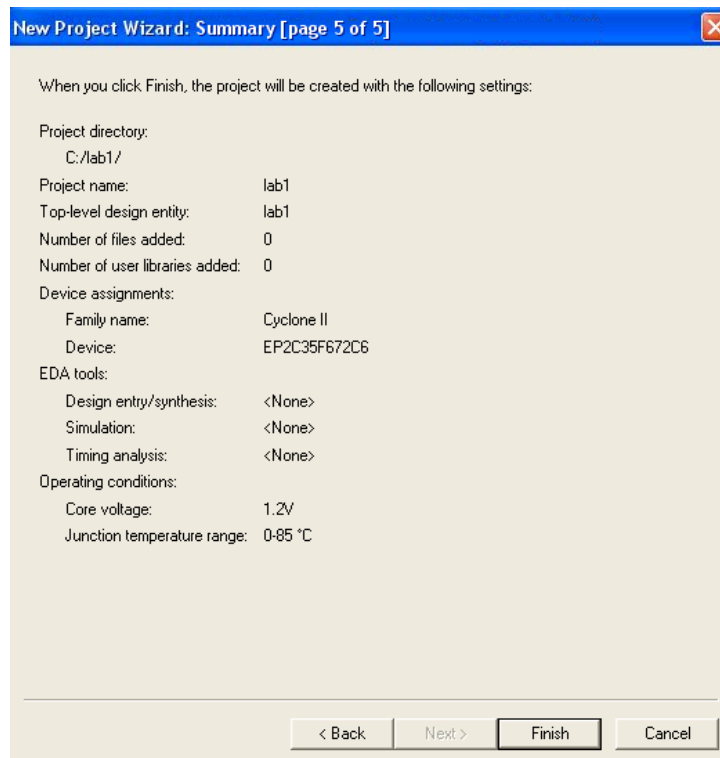 New Project Wizard: Summary [page 5 of 5]
When you click Finish, the project will be created with the following settings:
Project directory:
C:/lab1/
Project name: lab1
Top-level design entity: lab1
Number of files added: 0
Number of user libraries added: 0
Device assignments:
Family name: Cyclone II
Device: EP2C35F672C6
EDA tools:
Design entry/synthesis: <None>
Simulation: <None>
Timing analysis: <None>
Operating conditions:
Core voltage: 1.2V
Junction temperature range: 0-85 °C
< Back Next > Finish Cancel